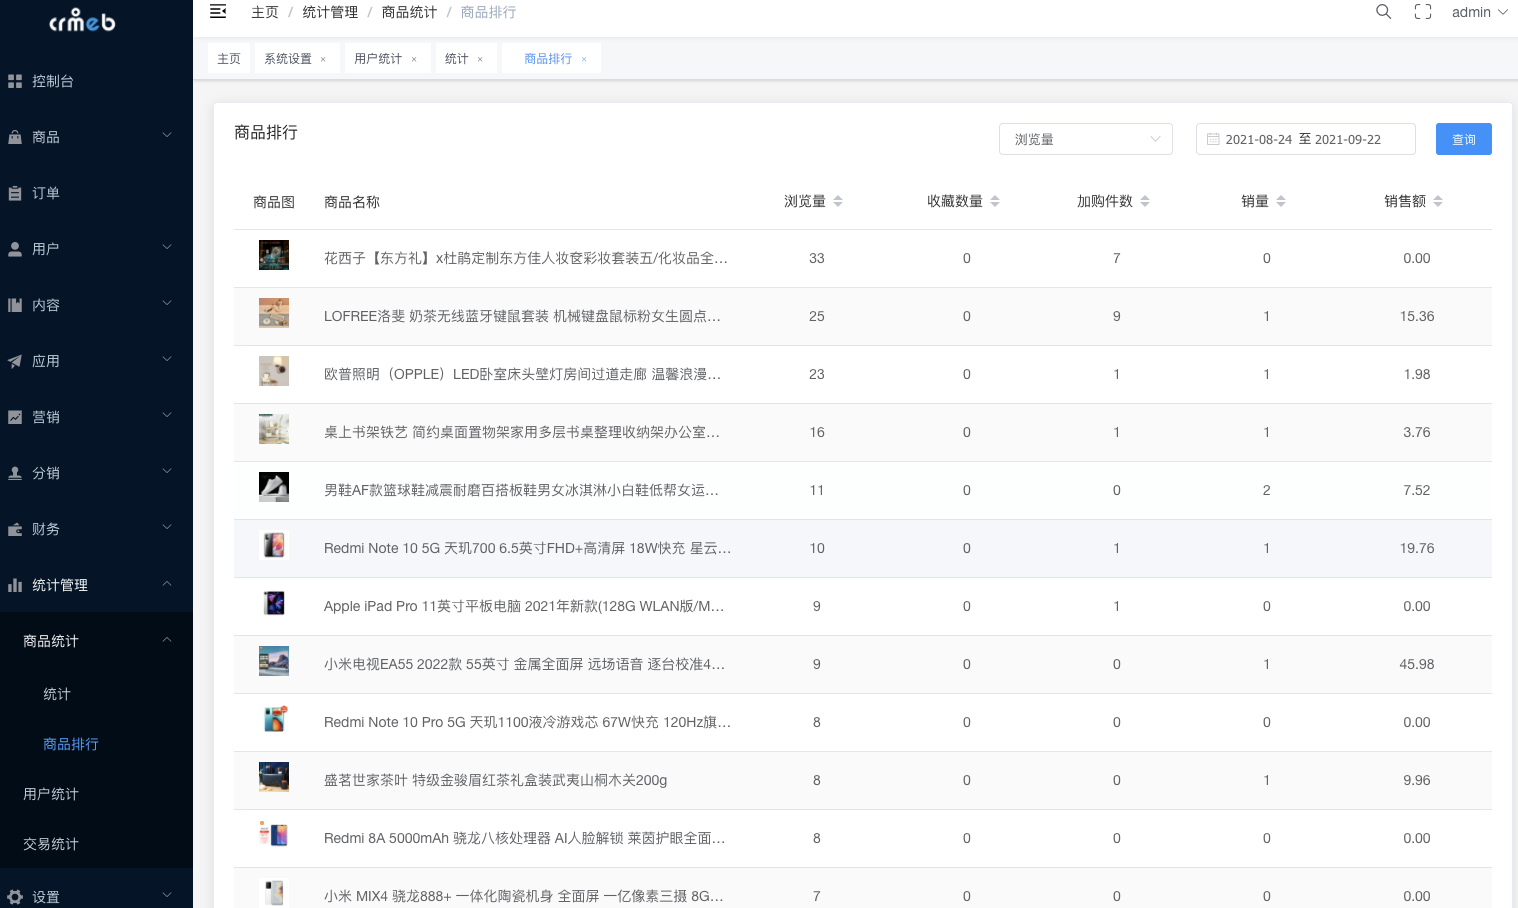 crmeb
控制台
商品
订单
用户
内容
应用
营销
分销
财务
统计管理
商品统计
统计
商品排行
用户统计
交易统计
设置
主页 / 统计管理 / 商品统计 / 商品排行
admin
主页 系统设置 × 用户统计 × 统计 × 商品排行 ×
商品排行
浏览量 2021-08-24 至 2021-09-22 查询
商品图 商品名称 浏览量 收藏数量 加购件数 销量 销售额
花西子【东方礼】x杜鹃定制东方佳人妆奁彩妆套装五/化妆品全… 33 0 7 0 0.00
LOFREE洛斐 奶茶无线蓝牙键鼠套装 机械键盘鼠标粉女生圆点… 25 0 9 1 15.36
欧普照明（OPPLE）LED卧室床头壁灯房间过道走廊 温馨浪漫… 23 0 1 1 1.98
桌上书架铁艺 简约桌面置物架家用多层书桌整理收纳架办公室… 16 0 1 1 3.76
男鞋AF款篮球鞋减震耐磨百搭板鞋男女冰淇淋小白鞋低帮女运… 11 0 0 2 7.52
Redmi Note 10 5G 天玑700 6.5英寸FHD+高清屏 18W快充 星云… 10 0 1 1 19.76
Apple iPad Pro 11英寸平板电脑 2021年新款(128G WLAN版/M… 9 0 1 0 0.00
小米电视EA55 2022款 55英寸 金属全面屏 远场语音 逐台校准4… 9 0 0 1 45.98
Redmi Note 10 Pro 5G 天玑1100液冷游戏芯 67W快充 120Hz旗… 8 0 0 0 0.00
盛茗世家茶叶 特级金骏眉红茶礼盒装武夷山桐木关200g 8 0 0 1 9.96
Redmi 8A 5000mAh 骁龙八核处理器 AI人脸解锁 莱茵护眼全面… 8 0 0 0 0.00
小米 MIX4 骁龙888+ 一体化陶瓷机身 全面屏 一亿像素三摄 8G… 7 0 0 0 0.00